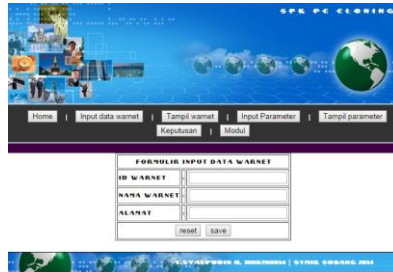 SPK PC CLONING
Home | Input data warnet | Tampil warnet | Input Parameter | Tampil parameter
Keputusan | Modul
FORMULIR INPUT DATA WARNET
ID WARNET :
NAMA WARNET :
ALAMAT :
reset save
| STMIK SUBANG 2014